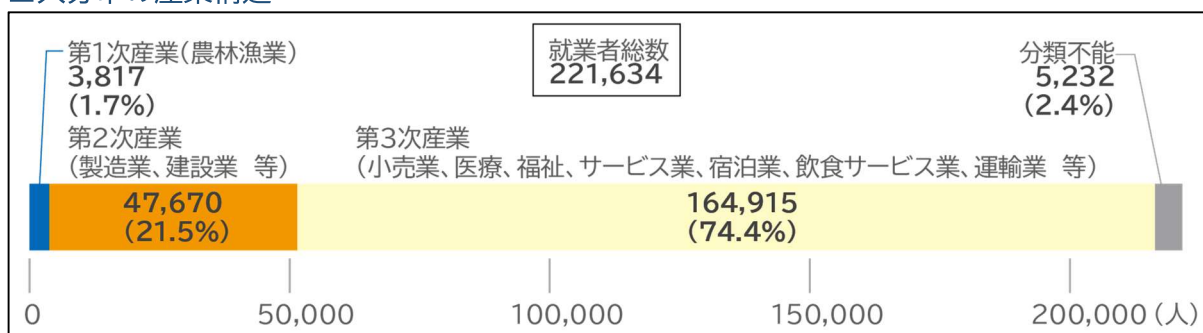 第1次産業(農林漁業)
3,817
(1.7%)
就業者総数
221,634
分類不能
5,232
(2.4%)
第2次産業
(製造業、建設業 等)
第3次産業
(小売業、医療、福祉、サービス業、宿泊業、飲食サービス業、運輸業 等)
47,670
(21.5%)
164,915
(74.4%)
0 50,000 100,000 150,000 200,000(人)